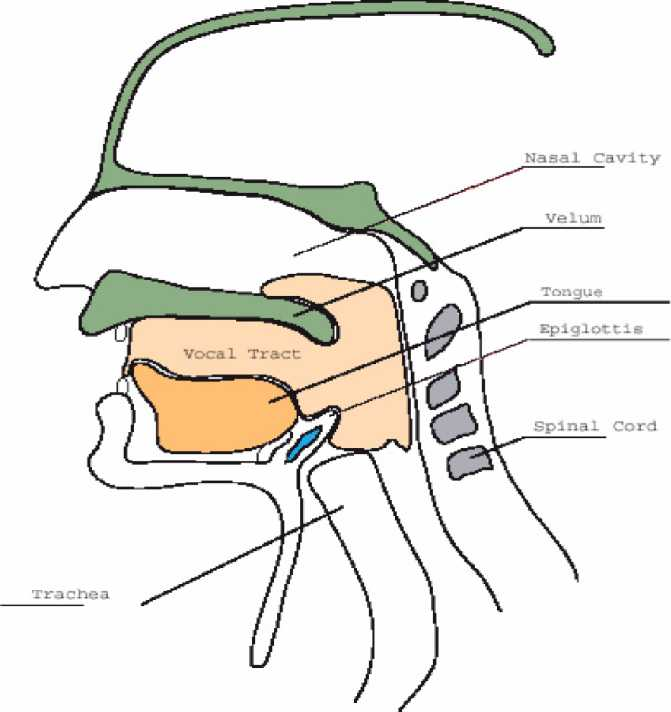 Nasal Cavity
Velum
Tongue
Epiglottis
Vocal Tract
Spinal Cord
Trachea